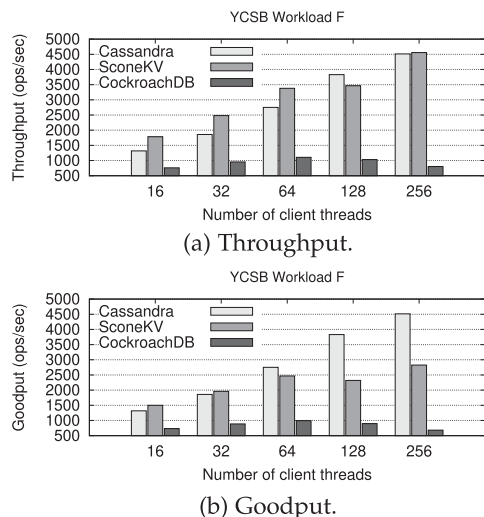 YCSB Workload F
Throughput (ops/sec)
5000
4500
4000
3500
3000
2500
2000
1500
1000
500
Cassandra
SconeKV
CockroachDB
16 32 64 128 256
Number of client threads
(a) Throughput.
YCSB Workload F
Goodput (ops/sec)
5000
4500
4000
3500
3000
2500
2000
1500
1000
500
Cassandra
SconeKV
CockroachDB
16 32 64 128 256
Number of client threads
(b) Goodput.